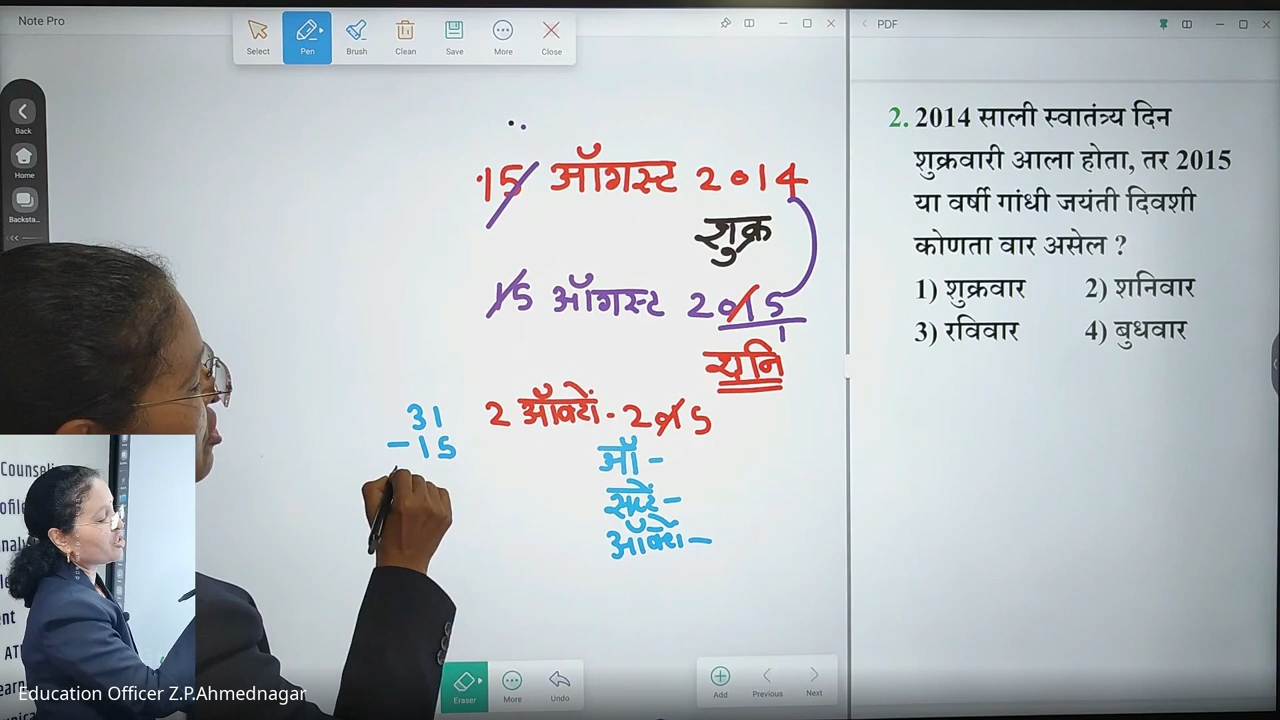 Note Pro
Select
Pen
Brush
Clean
Save
More
Close
PDF
Back
Home
Backsta...
15 ऑगस्ट 2014
शुक्र
15 ऑगस्ट 2015
1
शनि
2 ऑक्टो - 2015
31
-15
ऑ -
सप्टें -
ऑक्टो -
2. 2014 साली स्वातंत्र्य दिन
शुक्रवारी आला होता, तर 2015
या वर्षी गांधी जयंती दिवशी
कोणता वार असेल ?
1) शुक्रवार 2) शनिवार
3) रविवार 4) बुधवार
Eraser
More
Undo
Add
Previous
Next
Education Officer Z.P.Ahmednagar